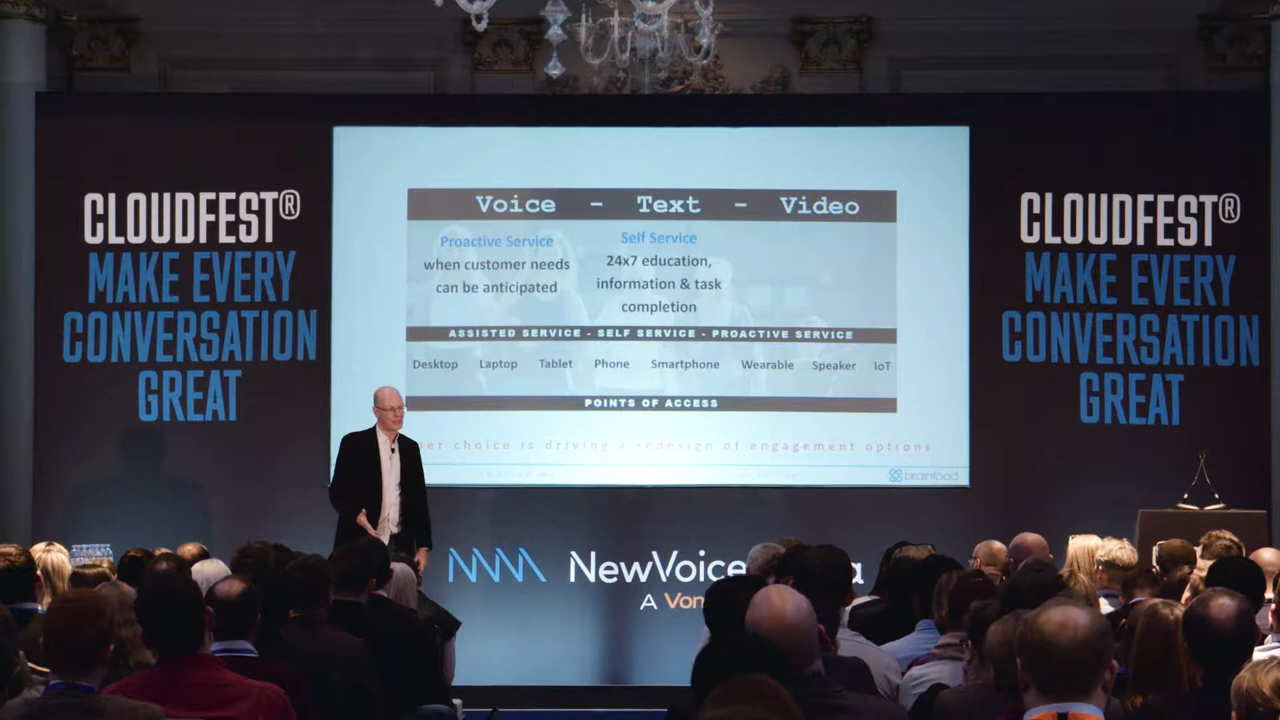 CLOUDFEST®
MAKE EVERY
CONVERSATION
GREAT
Voice - Text - Video
Proactive Service
when customer needs
can be anticipated
Self Service
24x7 education,
information & task
completion
ASSISTED SERVICE - SELF SERVICE - PROACTIVE SERVICE
Desktop Laptop Tablet Phone Smartphone Wearable Speaker IoT
POINTS OF ACCESS
choice is driving a redesign of engagement options
brainfood
CLOUDFEST®
MAKE EVERY
CONVERSATION
GREAT
NewVoice
A Von